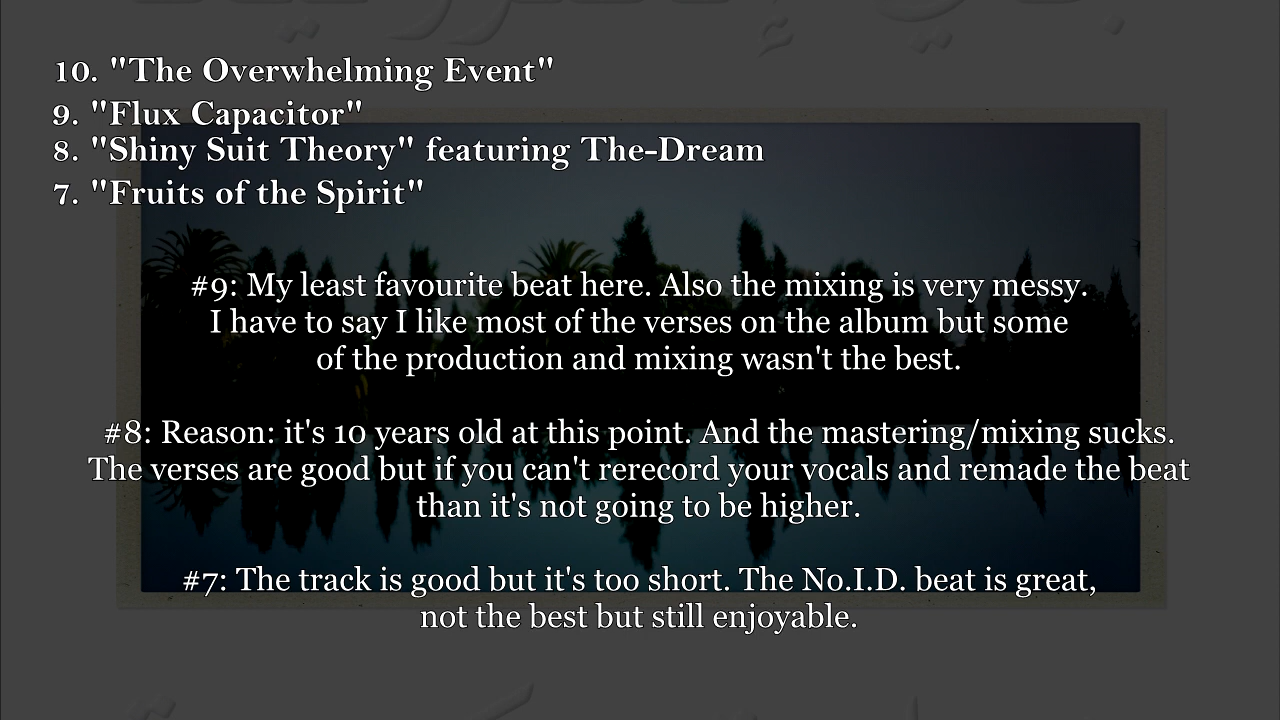 10. "The Overwhelming Event"
9. "Flux Capacitor"
8. "Shiny Suit Theory" featuring The-Dream
7. "Fruits of the Spirit"
#9: My least favourite beat here. Also the mixing is very messy.
I have to say I like most of the verses on the album but some
of the production and mixing wasn't the best.
#8: Reason: it's 10 years old at this point. And the mastering/mixing sucks.
The verses are good but if you can't rerecord your vocals and remade the beat
than it's not going to be higher.
#7: The track is good but it's too short. The No.I.D. beat is great,
not the best but still enjoyable.